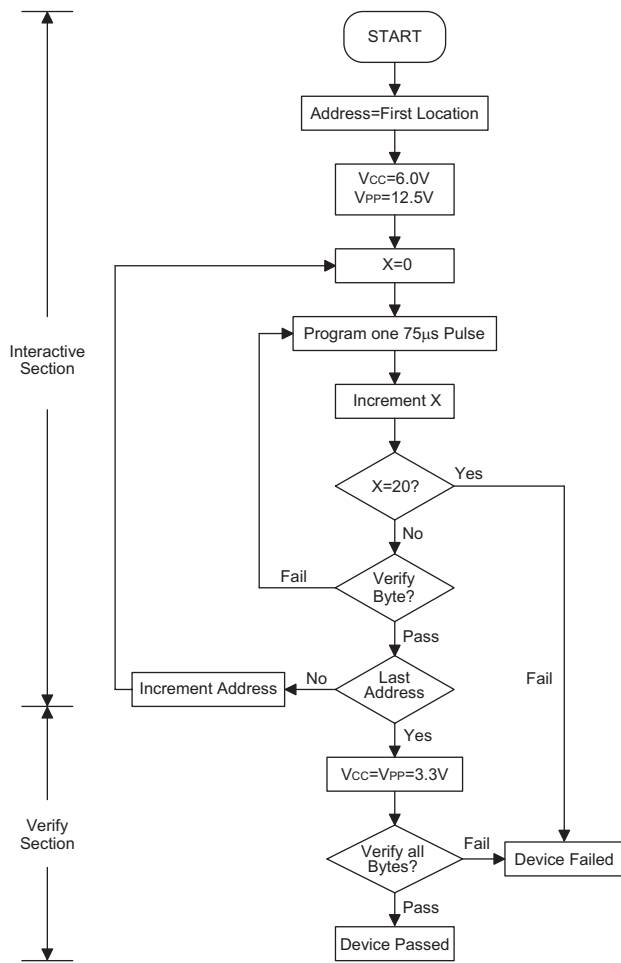 START
Address=First Location
VCC=6.0V
VPP=12.5V
X=0
Interactive
Section
Program one 75μs Pulse
Increment X
X=20?
Yes
No
Fail
Verify
Byte?
Pass
Increment Address
No
Last
Address
Fail
Yes
VCC=VPP=3.3V
Verify
Section
Verify all
Bytes?
Fail
Device Failed
Pass
Device Passed